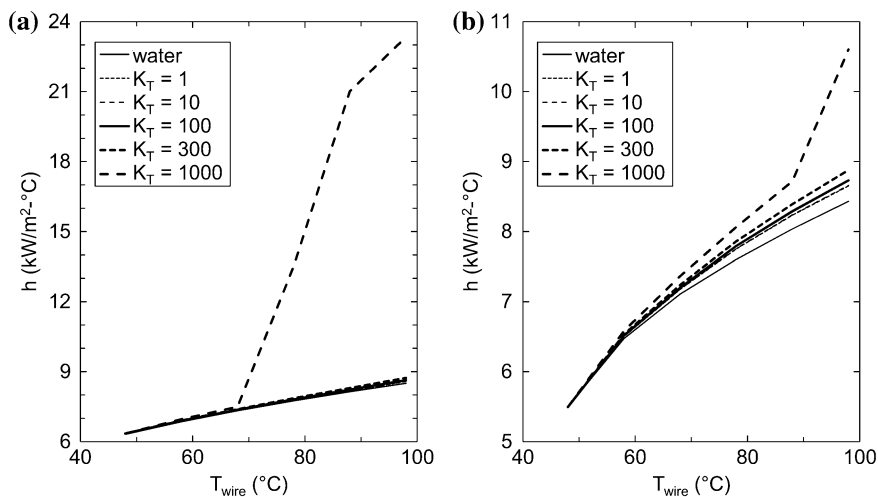 (a)
24
21
18
15
12
9
6
h (kW/m²-°C)
water
K_T = 1
K_T = 10
K_T = 100
K_T = 300
K_T = 1000
40 60 80 100
T_wire (°C)
(b)
11
10
9
8
7
6
5
h (kW/m²-°C)
water
K_T = 1
K_T = 10
K_T = 100
K_T = 300
K_T = 1000
40 60 80 100
T_wire (°C)